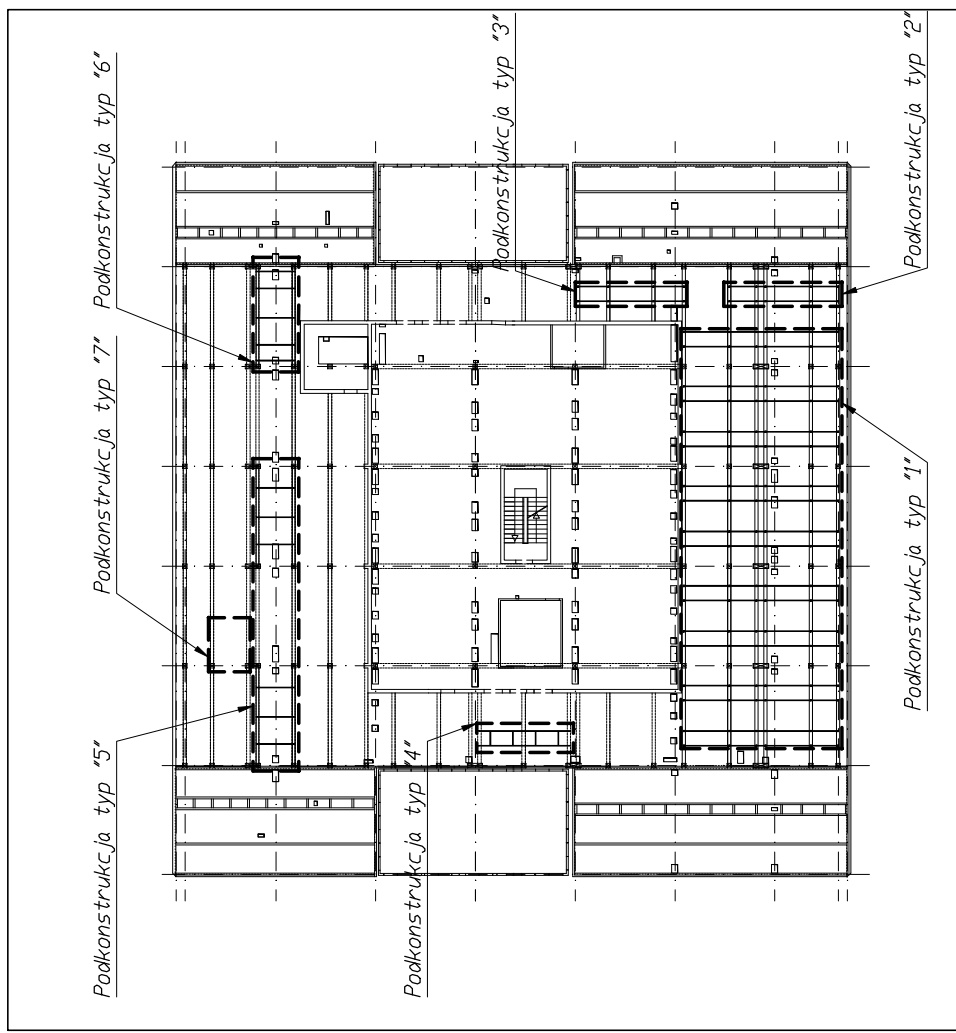 Podkonstrukcja typ "5"
Podkonstrukcja typ "7"
Podkonstrukcja typ "6"
Podkonstrukcja typ "4"
Podkonstrukcja typ "3"
Podkonstrukcja typ "1"
Podkonstrukcja typ "2"